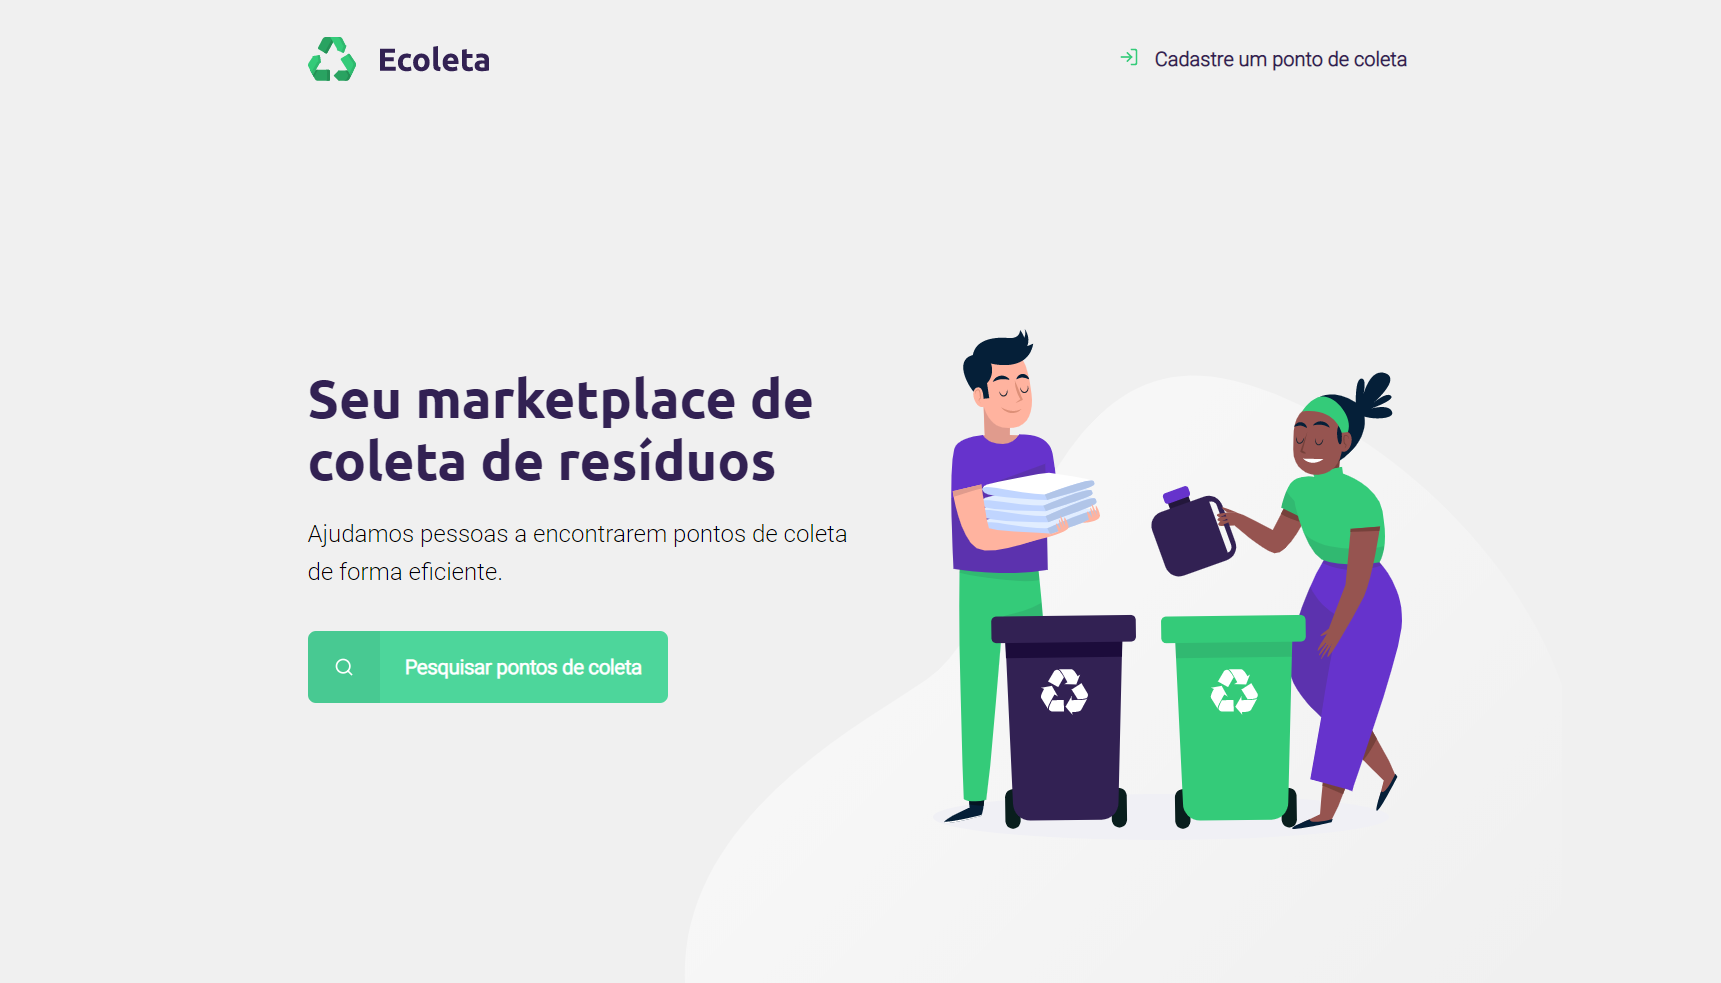 Ecoleta
Cadastre um ponto de coleta
Seu marketplace de
coleta de resíduos
Ajudamos pessoas a encontrarem pontos de coleta
de forma eficiente.
Pesquisar pontos de coleta